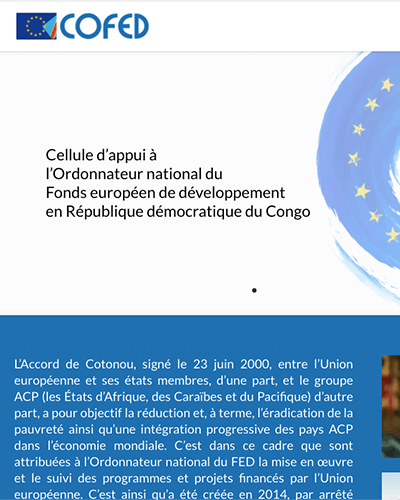 COFED
Cellule d’appui à
l’Ordonnateur national du
Fonds européen de développement
en République démocratique du Congo
L’Accord de Cotonou, signé le 23 juin 2000, entre l’Union
européenne et ses états membres, d’une part, et le groupe
ACP (les États d’Afrique, des Caraïbes et du Pacifique) d’autre
part, a pour objectif la réduction et, à terme, l’éradication de la
pauvreté ainsi qu’une intégration progressive des pays ACP
dans l’économie mondiale. C’est dans ce cadre que sont
attribuées à l’Ordonnateur national du FED la mise en œuvre
et le suivi des programmes et projets financés par l’Union
européenne. C’est ainsi qu’a été créée en 2014, par arrêté